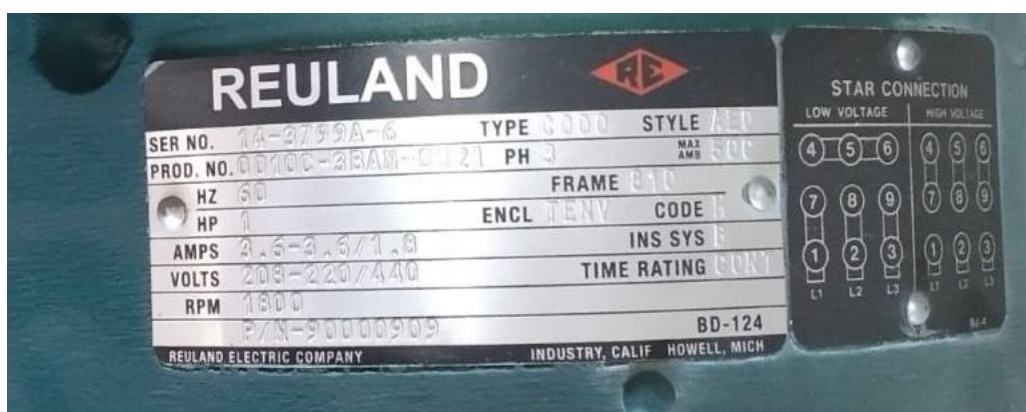 REULAND RE
SER NO. 14-3799A-6 TYPE C000 STYLE
PROD. NO. PH 3 MAX AMB 50C
HZ 60 FRAME 810
HP 1 ENCL TENV CODE
AMPS 3.6-3.6/1.8 INS SYS
VOLTS 208-220/440 TIME RATING CONT
RPM 1800
P/N-90000909 BD-124
REULAND ELECTRIC COMPANY INDUSTRY, CALIF HOWELL, MICH
STAR CONNECTION
LOW VOLTAGE HIGH VOLTAGE
4 5 6 4 5 6
7 8 9 7 8 9
1 2 3 1 2 3
L1 L2 L3 L1 L2 L3